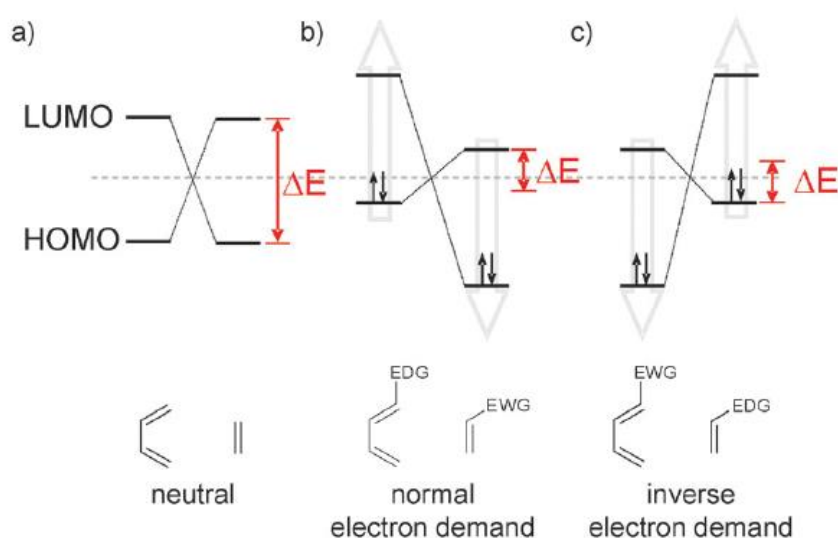 a)
b)
c)
LUMO
HOMO
ΔE
ΔE
ΔE
EDG
EWG
EWG
EDG
neutral
normal
electron demand
inverse
electron demand